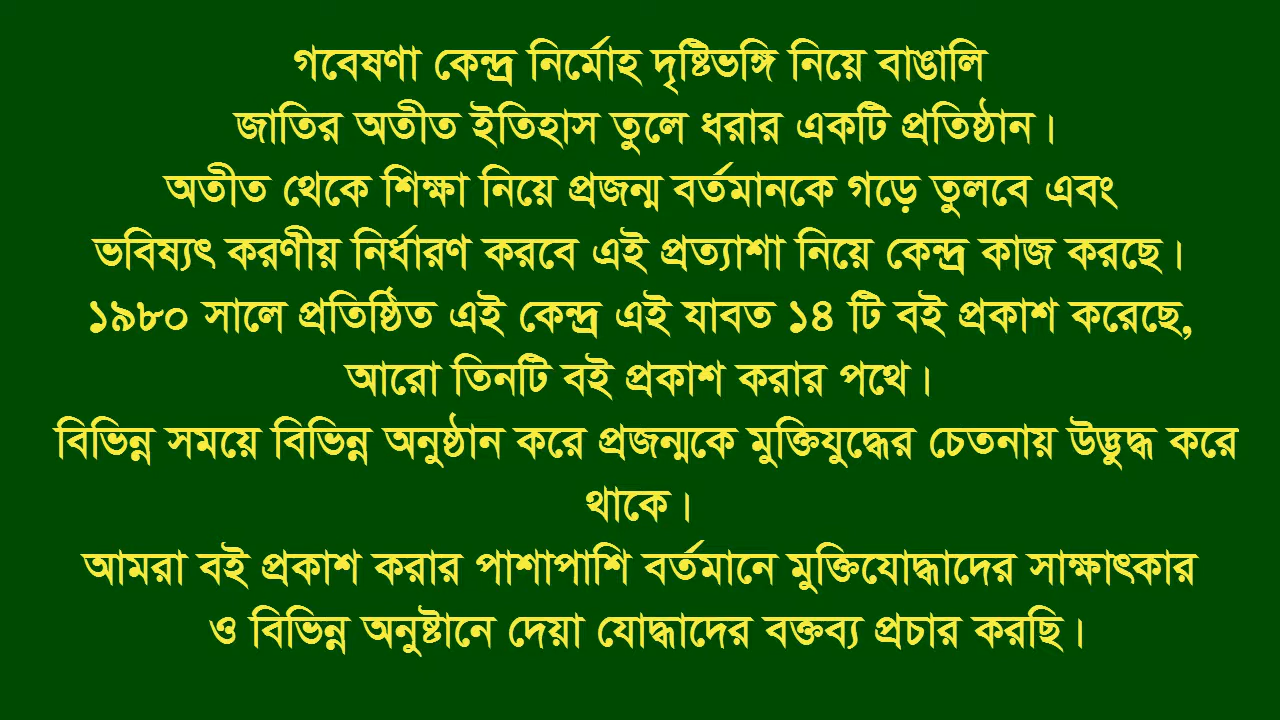 গবেষণা কেন্দ্র নির্মোহ দৃষ্টিভঙ্গি নিয়ে বাঙালি
জাতির অতীত ইতিহাস তুলে ধরার একটি প্রতিষ্ঠান।
অতীত থেকে শিক্ষা নিয়ে প্রজন্ম বর্তমানকে গড়ে তুলবে এবং
ভবিষ্যৎ করণীয় নির্ধারণ করবে এই প্রত্যাশা নিয়ে কেন্দ্র কাজ করছে।
১৯৮০ সালে প্রতিষ্ঠিত এই কেন্দ্র এই যাবত ১৪ টি বই প্রকাশ করেছে,
আরো তিনটি বই প্রকাশ করার পথে।
বিভিন্ন সময়ে বিভিন্ন অনুষ্ঠান করে প্রজন্মকে মুক্তিযুদ্ধের চেতনায় উদ্ভুদ্ধ করে
থাকে।
আমরা বই প্রকাশ করার পাশাপাশি বর্তমানে মুক্তিযোদ্ধাদের সাক্ষাৎকার
ও বিভিন্ন অনুষ্টানে দেয়া যোদ্ধাদের বক্তব্য প্রচার করছি।